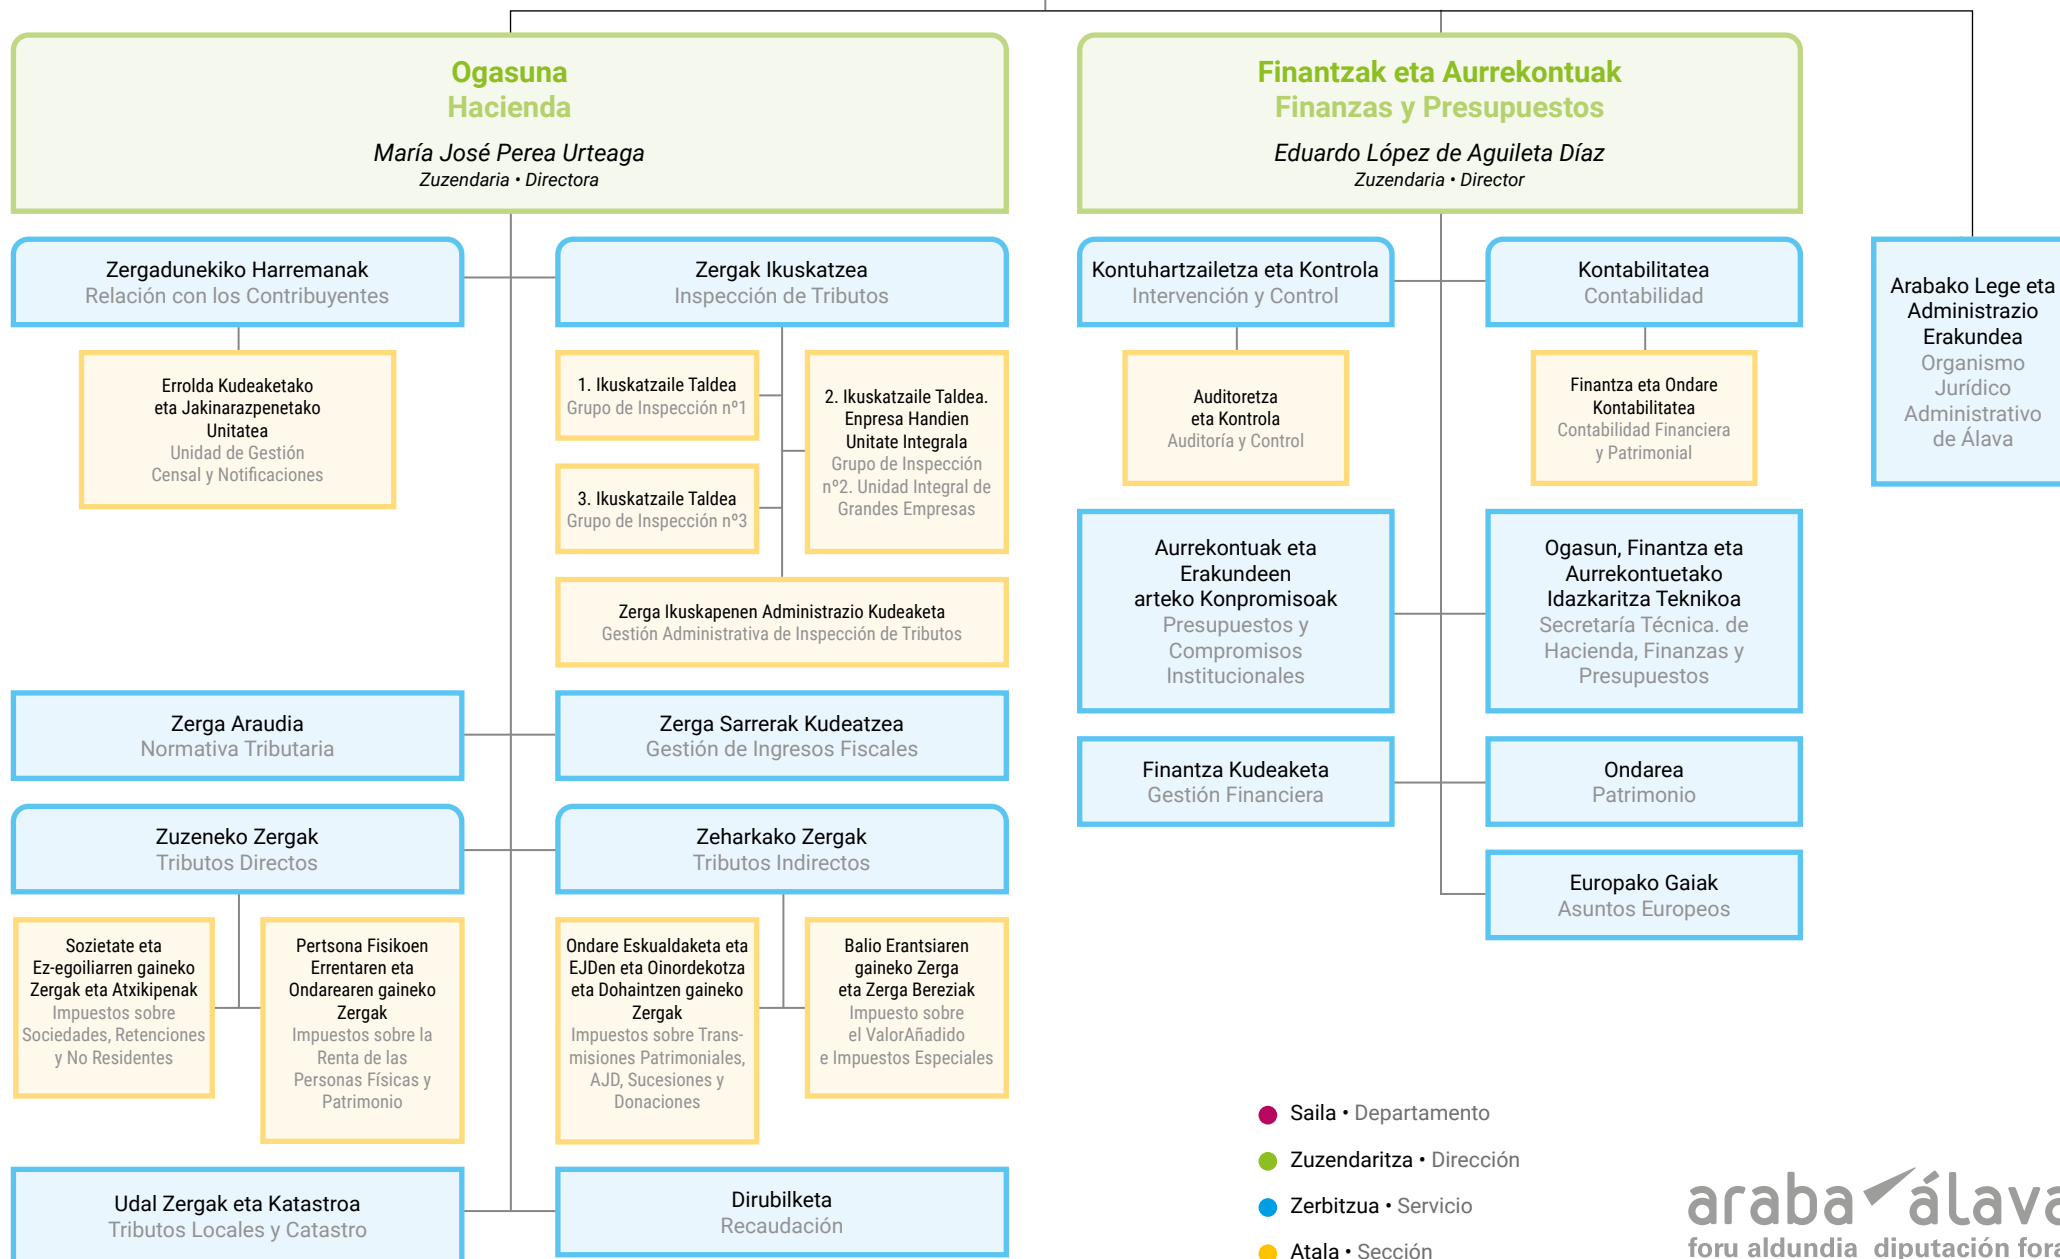 Ogasuna
Hacienda
María José Perea Urteaga
Zuzendaria • Directora
Finantzak eta Aurrekontuak
Finanzas y Presupuestos
Eduardo López de Aguileta Díaz
Zuzendaria • Director
Zergadunekiko Harremanak
Relación con los Contribuyentes
Zergak Ikuskatzea
Inspección de Tributos
Kontuhartzailetza eta Kontrola
Intervención y Control
Kontabilitatea
Contabilidad
Arabako Lege eta
Administrazio
Erakundea
Organismo
Jurídico
Administrativo
de Álava
Errolda Kudeaketako
eta Jakinarazpenetako
Unitatea
Unidad de Gestión
Censal y Notificaciones
1. Ikuskatzaile Taldea
Grupo de Inspección nº1
2. Ikuskatzaile Taldea.
Enpresa Handien
Unitate Integrala
Grupo de Inspección
nº2. Unidad Integral de
Grandes Empresas
3. Ikuskatzaile Taldea
Grupo de Inspección nº3
Zerga Ikuskapenen Administrazio Kudeaketa
Gestión Administrativa de Inspección de Tributos
Auditoretza
eta Kontrola
Auditoría y Control
Finantza eta Ondare
Kontabilitatea
Contabilidad Financiera
y Patrimonial
Aurrekontuak eta
Erakundeen
arteko Konpromisoak
Presupuestos y
Compromisos
Institucionales
Ogasun, Finantza eta
Aurrekontuetako
Idazkaritza Teknikoa
Secretaría Técnica. de
Hacienda, Finanzas y
Presupuestos
Zerga Araudia
Normativa Tributaria
Zerga Sarrerak Kudeatzea
Gestión de Ingresos Fiscales
Finantza Kudeaketa
Gestión Financiera
Ondarea
Patrimonio
Zuzeneko Zergak
Tributos Directos
Zeharkako Zergak
Tributos Indirectos
Europako Gaiak
Asuntos Europeos
Sozietate eta
Ez-egoiliarren gaineko
Zergak eta Atxikipenak
Impuestos sobre
Sociedades, Retenciones
y No Residentes
Pertsona Fisikoen
Errentaren eta
Ondarearen gaineko
Zergak
Impuestos sobre la
Renta de las
Personas Físicas y
Patrimonio
Ondare Eskualdaketa eta
EJDen eta Oinordekotza
eta Dohaintzen gaineko
Zergak
Impuestos sobre Trans-
misiones Patrimoniales,
AJD, Sucesiones y
Donaciones
Balio Erantsiaren
gaineko Zerga
eta Zerga Bereziak
Impuesto sobre
el ValorAñadido
e Impuestos Especiales
Udal Zergak eta Katastroa
Tributos Locales y Catastro
Dirubilketa
Recaudación
Saila • Departamento
Zuzendaritza • Dirección
Zerbitzua • Servicio
Atala • Sección
araba álava
foru aldundia diputación fora